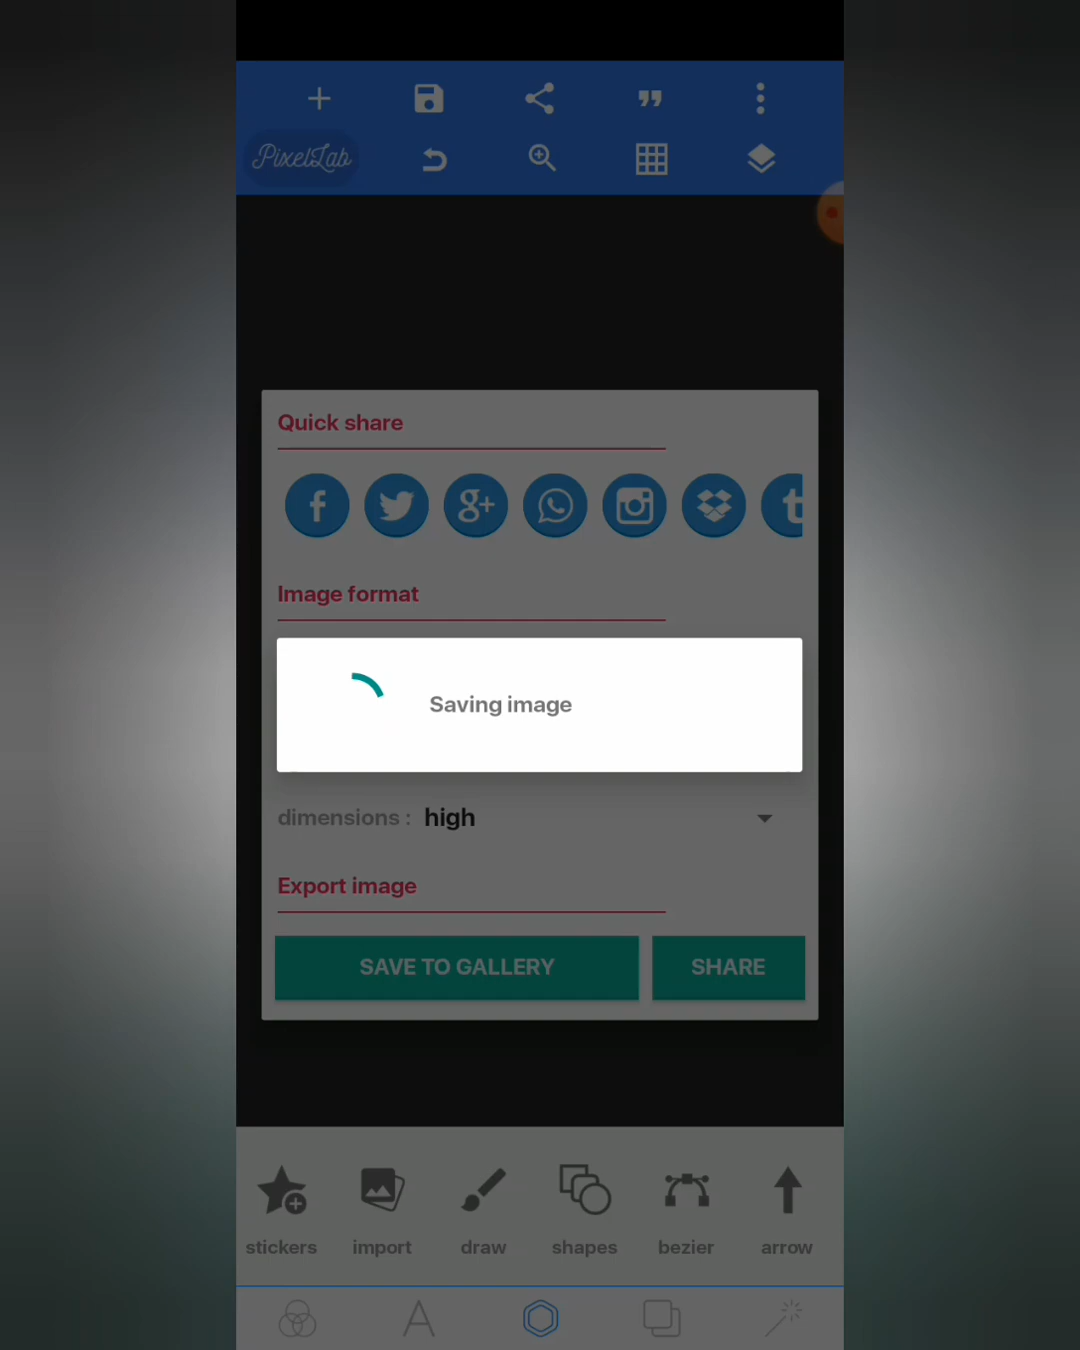 PixelLab
Quick share
Image format
Saving image
dimensions : high
Export image
SAVE TO GALLERY SHARE
stickers import draw shapes bezier arrow